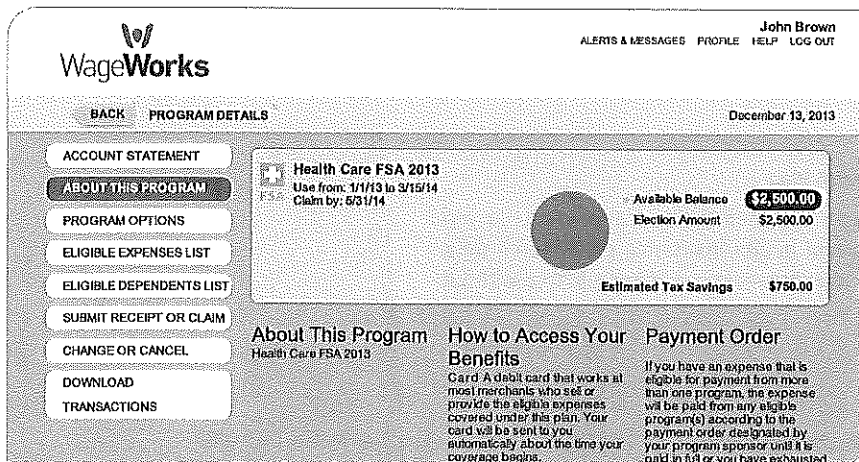 WageWorks
John Brown
ALERTS & MESSAGES PROFILE HELP LOG OUT
BACK PROGRAM DETAILS
December 13, 2013
ACCOUNT STATEMENT
ABOUT THIS PROGRAM
PROGRAM OPTIONS
ELIGIBLE EXPENSES LIST
ELIGIBLE DEPENDENTS LIST
SUBMIT RECEIPT OR CLAIM
CHANGE OR CANCEL
DOWNLOAD
TRANSACTIONS
FSA
Health Care FSA 2013
Use from: 1/1/13 to 3/15/14
Claim by: 5/31/14
Available Balance $2,500.00
Election Amount $2,500.00
Estimated Tax Savings $750.00
About This Program
Health Care FSA 2013
How to Access Your
Benefits
Card A debit card that works at
most merchants who sell or
provide the eligible expenses
covered under this plan. Your
card will be sent to you
automatically about the time your
coverage begins.
Payment Order
If you have an expense that is
eligible for payment from more
than one program, the expense
will be paid from any eligible
program(s) according to the
payment order designated by
your program sponsor until it is
paid in full or you have exhausted